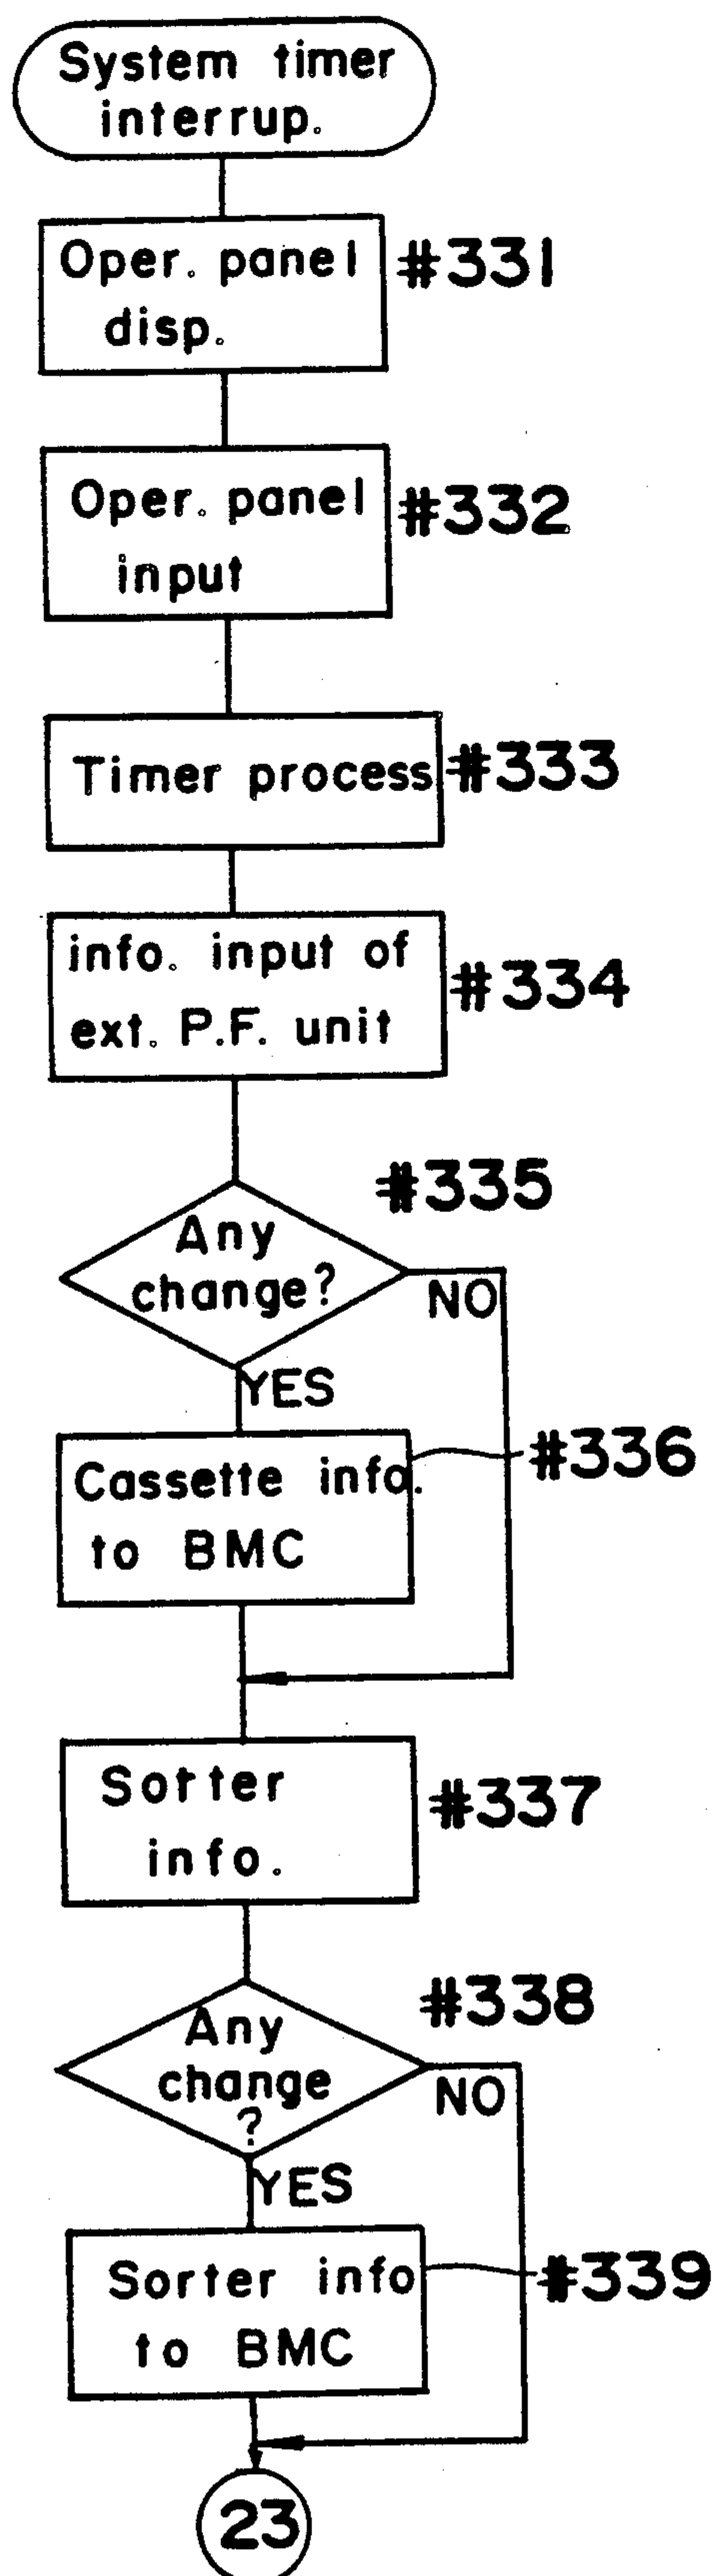 System timer
interrup.
Oper. panel
disp.
#331
Oper. panel
input
#332
Timer process
#333
info. input of
ext. P.F. unit
#334
#335
Any
change?
NO
YES
Cassette info.
to BMC
#336
Sotter
info.
#337
#338
Any
change
?
NO
YES
Sorter info
to BMC
#339
23